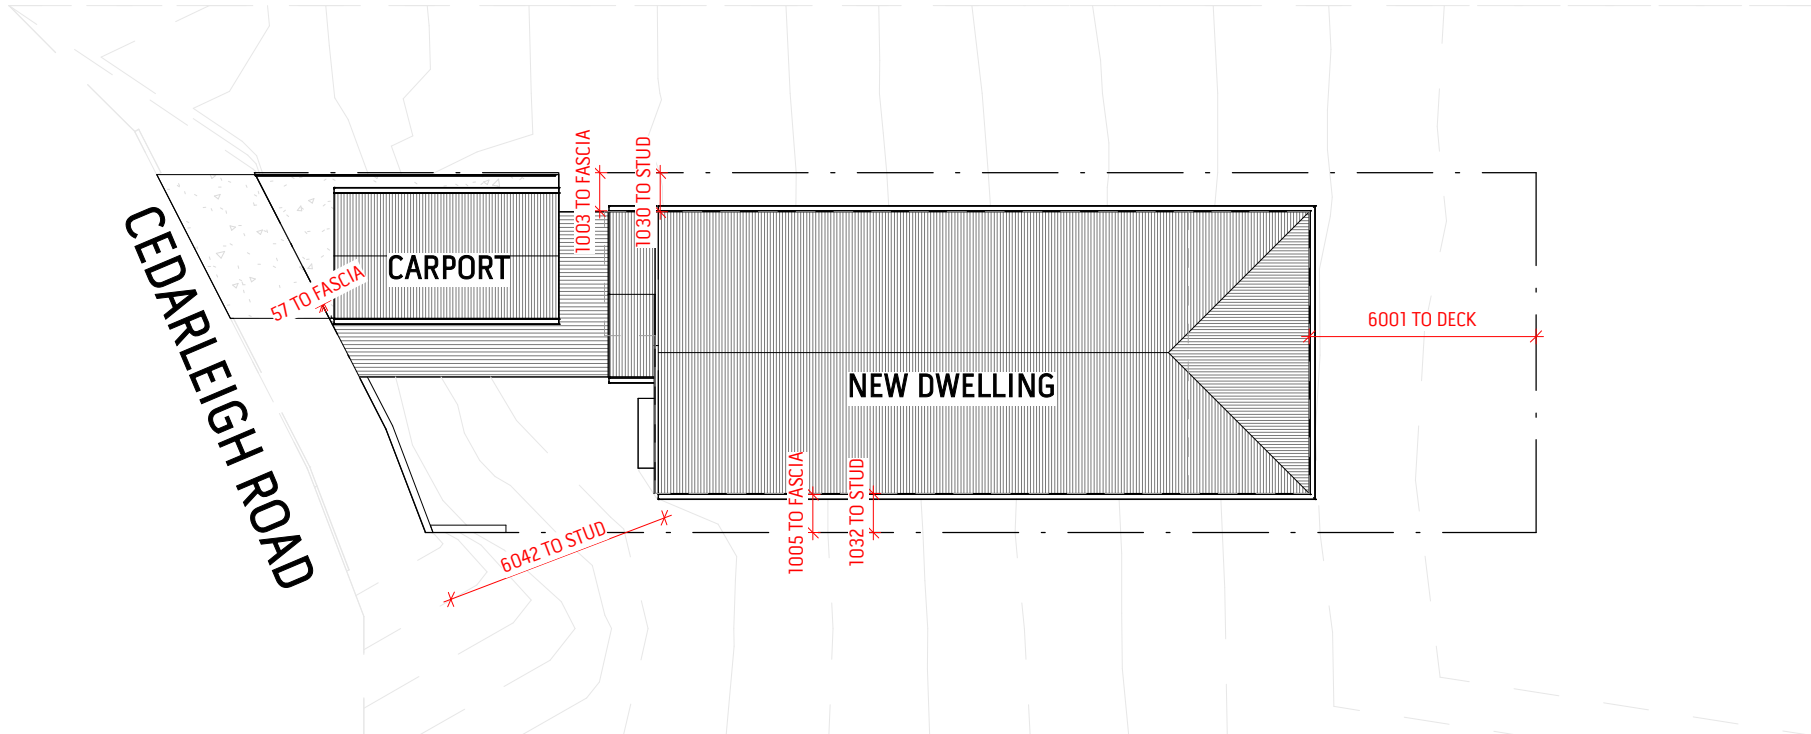 1003 TO FASCIA
1030 TO STUD
CEDARLEIGH ROAD
CARPORT
57 TO FASCIA
6001 TO DECK
NEW DWELLING
1005 TO FASCIA
1032 TO STUD
6042 TO STUD